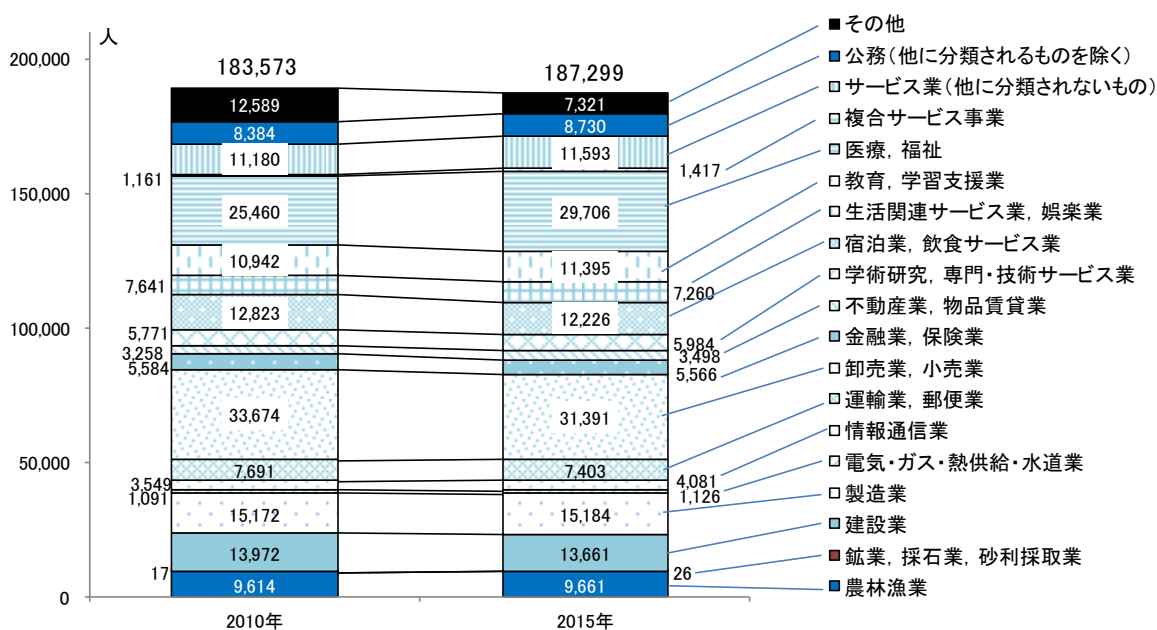 人
200,000
150,000
100,000
50,000
0
183,573
12,589
8,384
11,180
1,161
25,460
10,942
7,641
12,823
5,771
3,258
5,584
33,674
7,691
3,549
1,091
15,172
13,972
17
9,614
2010年
187,299
7,321
8,730
11,593
1,417
29,706
11,395
7,260
12,226
5,984
3,498
5,566
31,391
7,403
4,081
1,126
15,184
13,661
26
9,661
2015年
その他
公務(他に分類されるものを除く)
サービス業(他に分類されないもの)
複合サービス事業
医療,福祉
教育,学習支援業
生活関連サービス業,娯楽業
宿泊業,飲食サービス業
学術研究,専門・技術サービス業
不動産業,物品賃貸業
金融業,保険業
卸売業,小売業
運輸業,郵便業
情報通信業
電気・ガス・熱供給・水道業
製造業
建設業
鉱業,採石業,砂利採取業
農林漁業